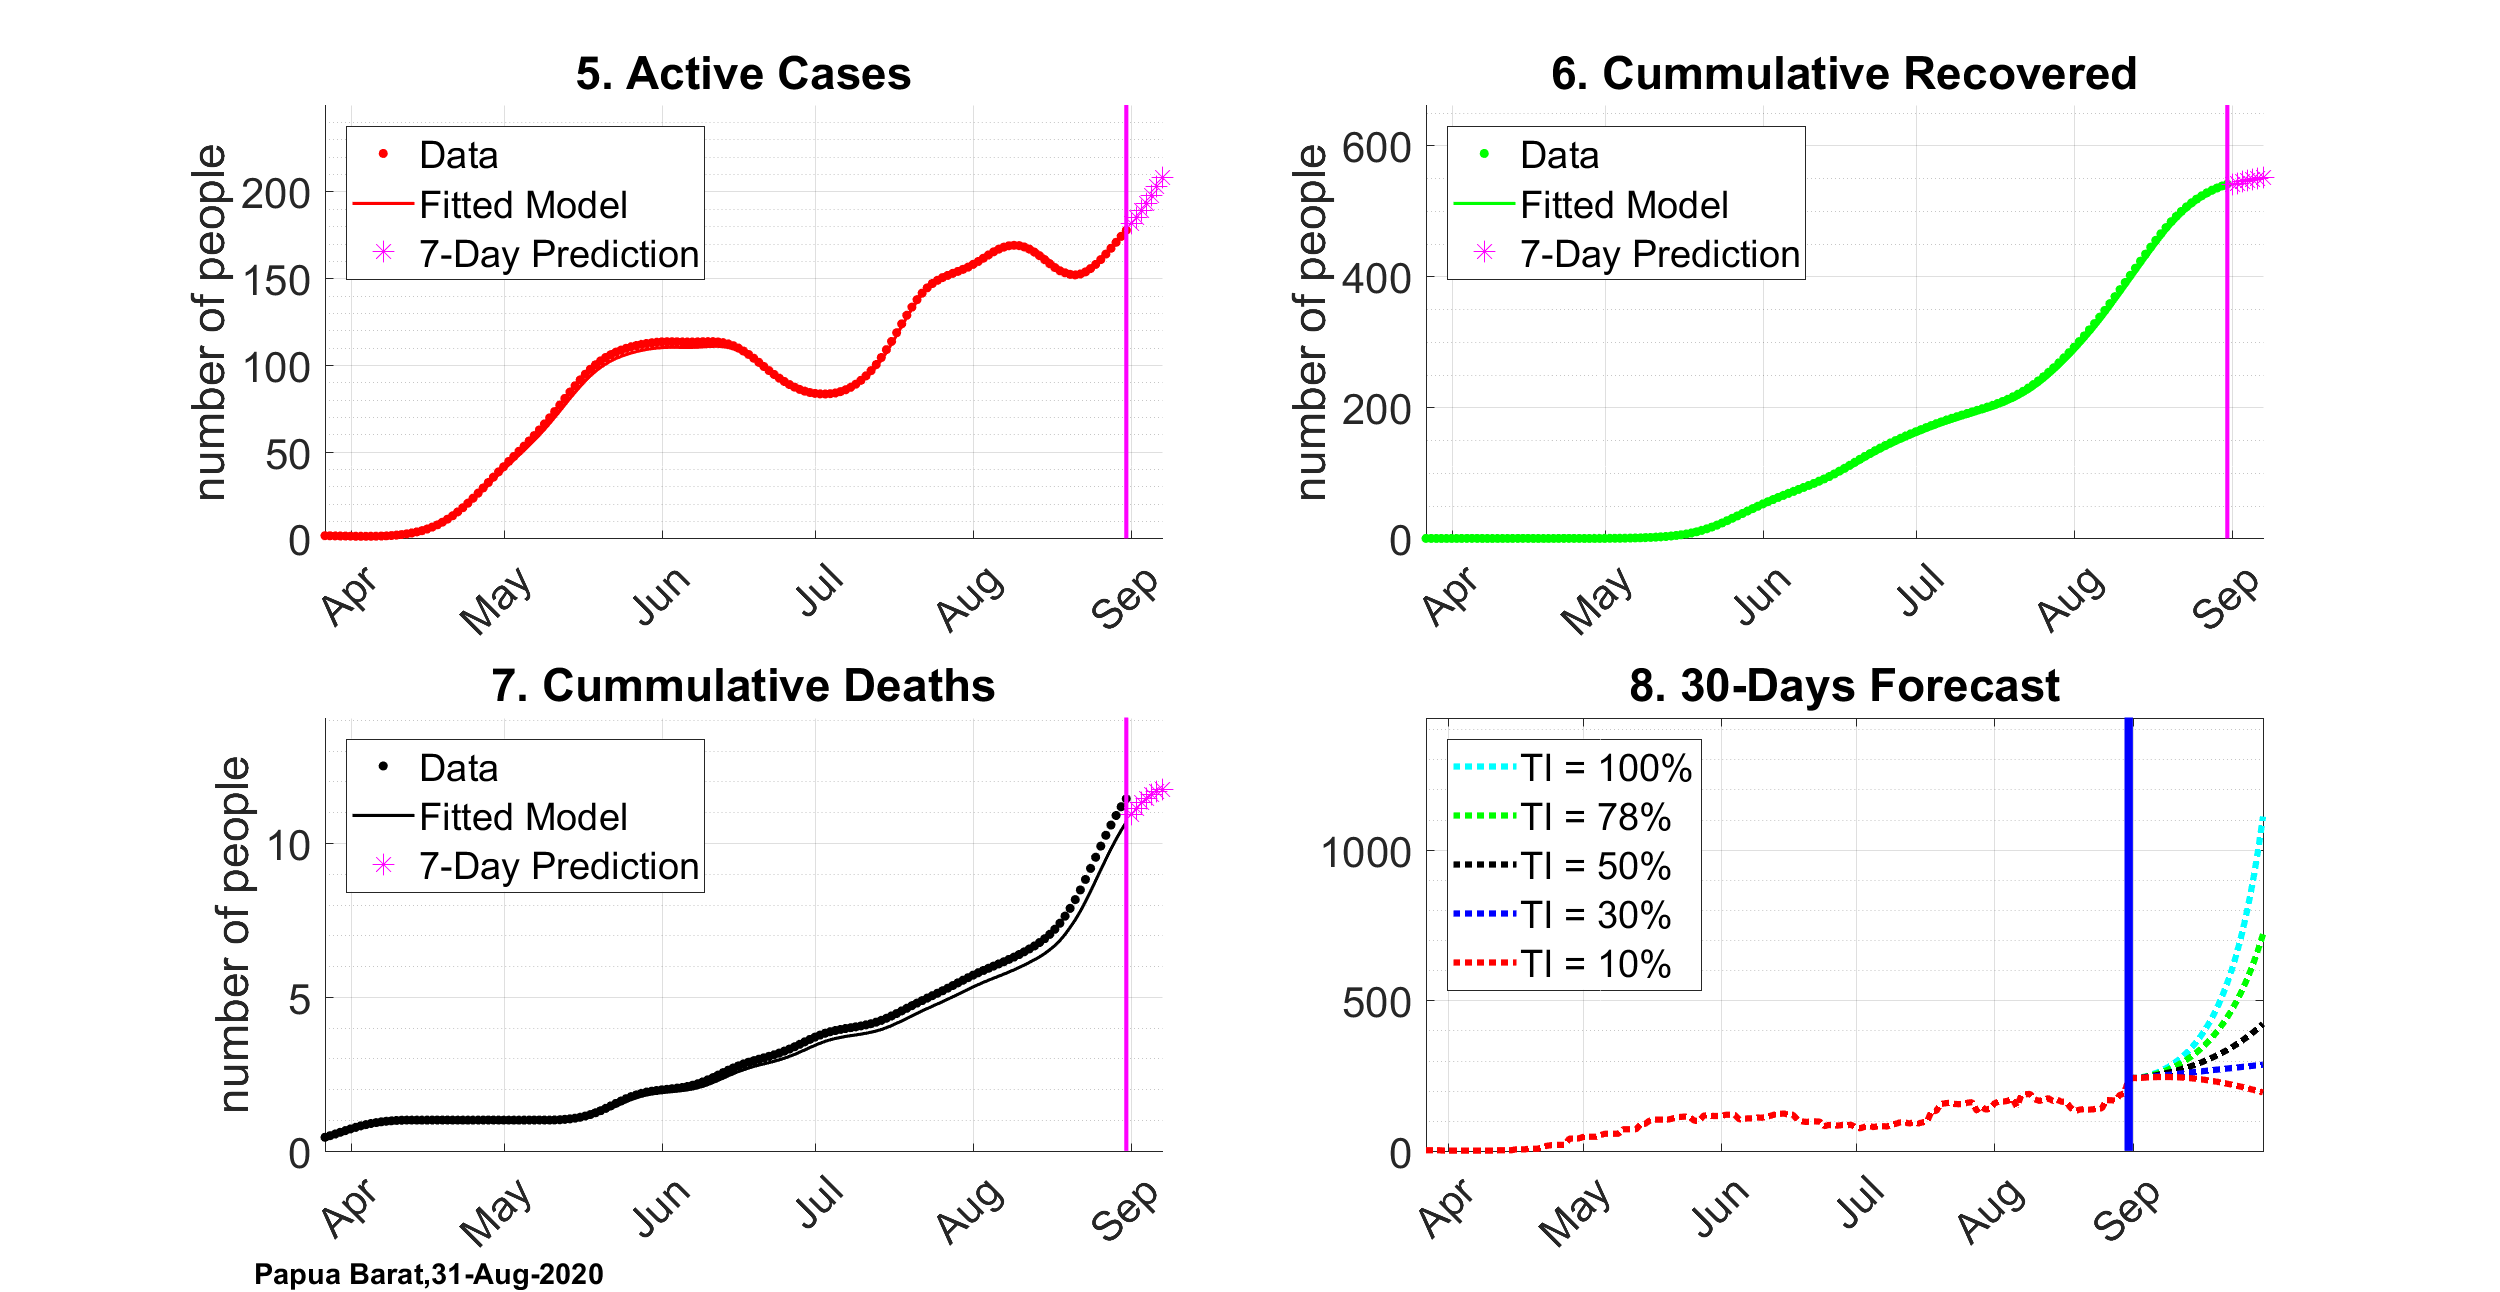 5. Active Cases
number of people
200
150
100
50
0
Data
Fitted Model
7-Day Prediction
Apr
May
Jun
Jul
Aug
Sep
6. Cummulative Recovered
number of people
600
400
200
0
Data
Fitted Model
7-Day Prediction
Apr
May
Jun
Jul
Aug
Sep
7. Cummulative Deaths
number of people
10
5
0
Data
Fitted Model
7-Day Prediction
Apr
May
Jun
Jul
Aug
Sep
8. 30-Days Forecast
1000
500
0
TI = 100%
TI = 78%
TI = 50%
TI = 30%
TI = 10%
Apr
May
Jun
Jul
Aug
Sep
Papua Barat,31-Aug-2020